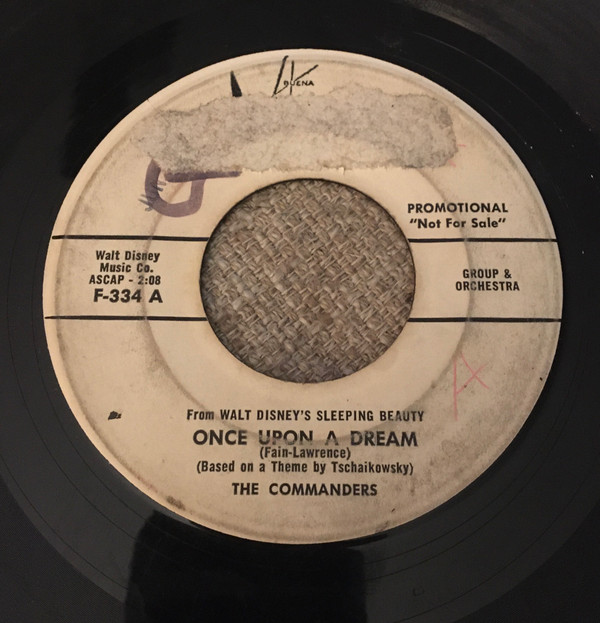 BUENA
PROMOTIONAL
"Not For Sale"
Walt Disney
Music Co.
ASCAP - 2:08
F-334 A
GROUP &
ORCHESTRA
From WALT DISNEY'S SLEEPING BEAUTY
ONCE UPON A DREAM
(Fain-Lawrence)
(Based on a Theme by Tschaikowsky)
THE COMMANDERS